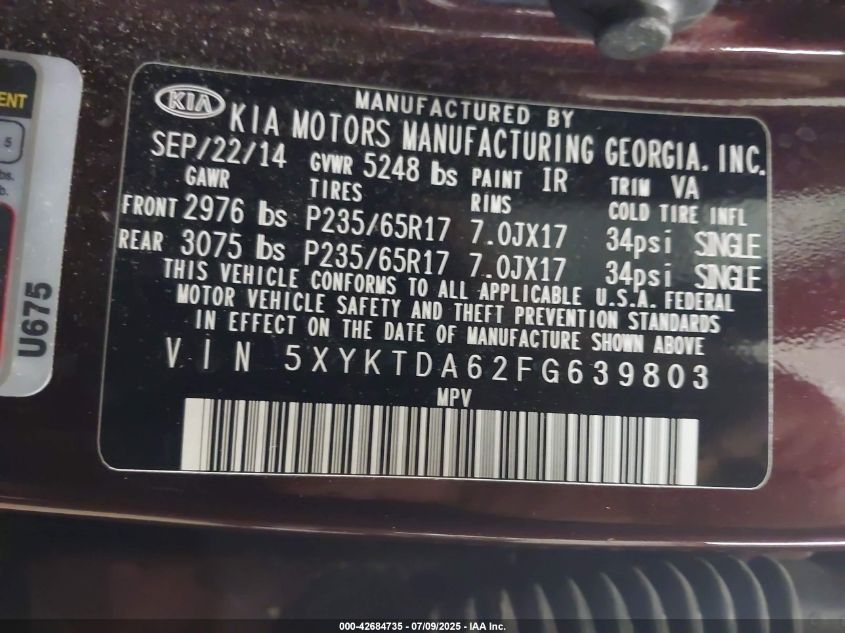 ENT
5
bs.
b.
U675
KIA
MANUFACTURED BY
KIA MOTORS MANUFACTURING GEORGIA, INC.
SEP/22/14 GVWR 5248 lbs PAINT IR TRIM VA
GAWR TIRES RIMS COLD TIRE INFL
FRONT 2976 lbs P235/65R17 7.0JX17 34psi SINGLE
REAR 3075 lbs P235/65R17 7.0JX17 34psi SINGLE
THIS VEHICLE CONFORMS TO ALL APPLICABLE U.S.A. FEDERAL
MOTOR VEHICLE SAFETY AND THEFT PREVENTION STANDARDS
IN EFFECT ON THE DATE OF MANUFACTURE SHOWN ABOVE.
VIN 5XYKTDA62FG639803
MPV
000-42684735 - 07/09/2025 - IAA Inc.